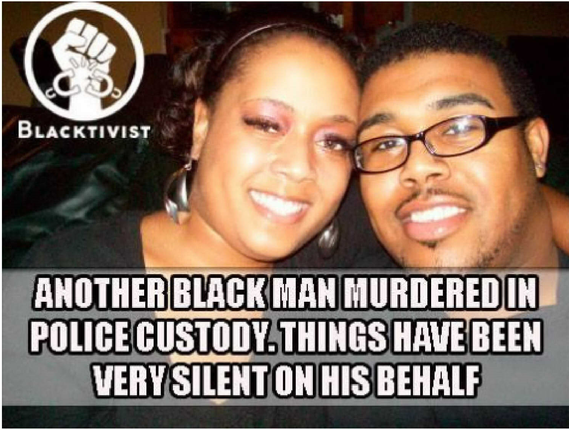 BLACKTIVIST
ANOTHER BLACK MAN MURDERED IN
POLICE CUSTODY. THINGS HAVE BEEN
VERY SILENT ON HIS BEHALF